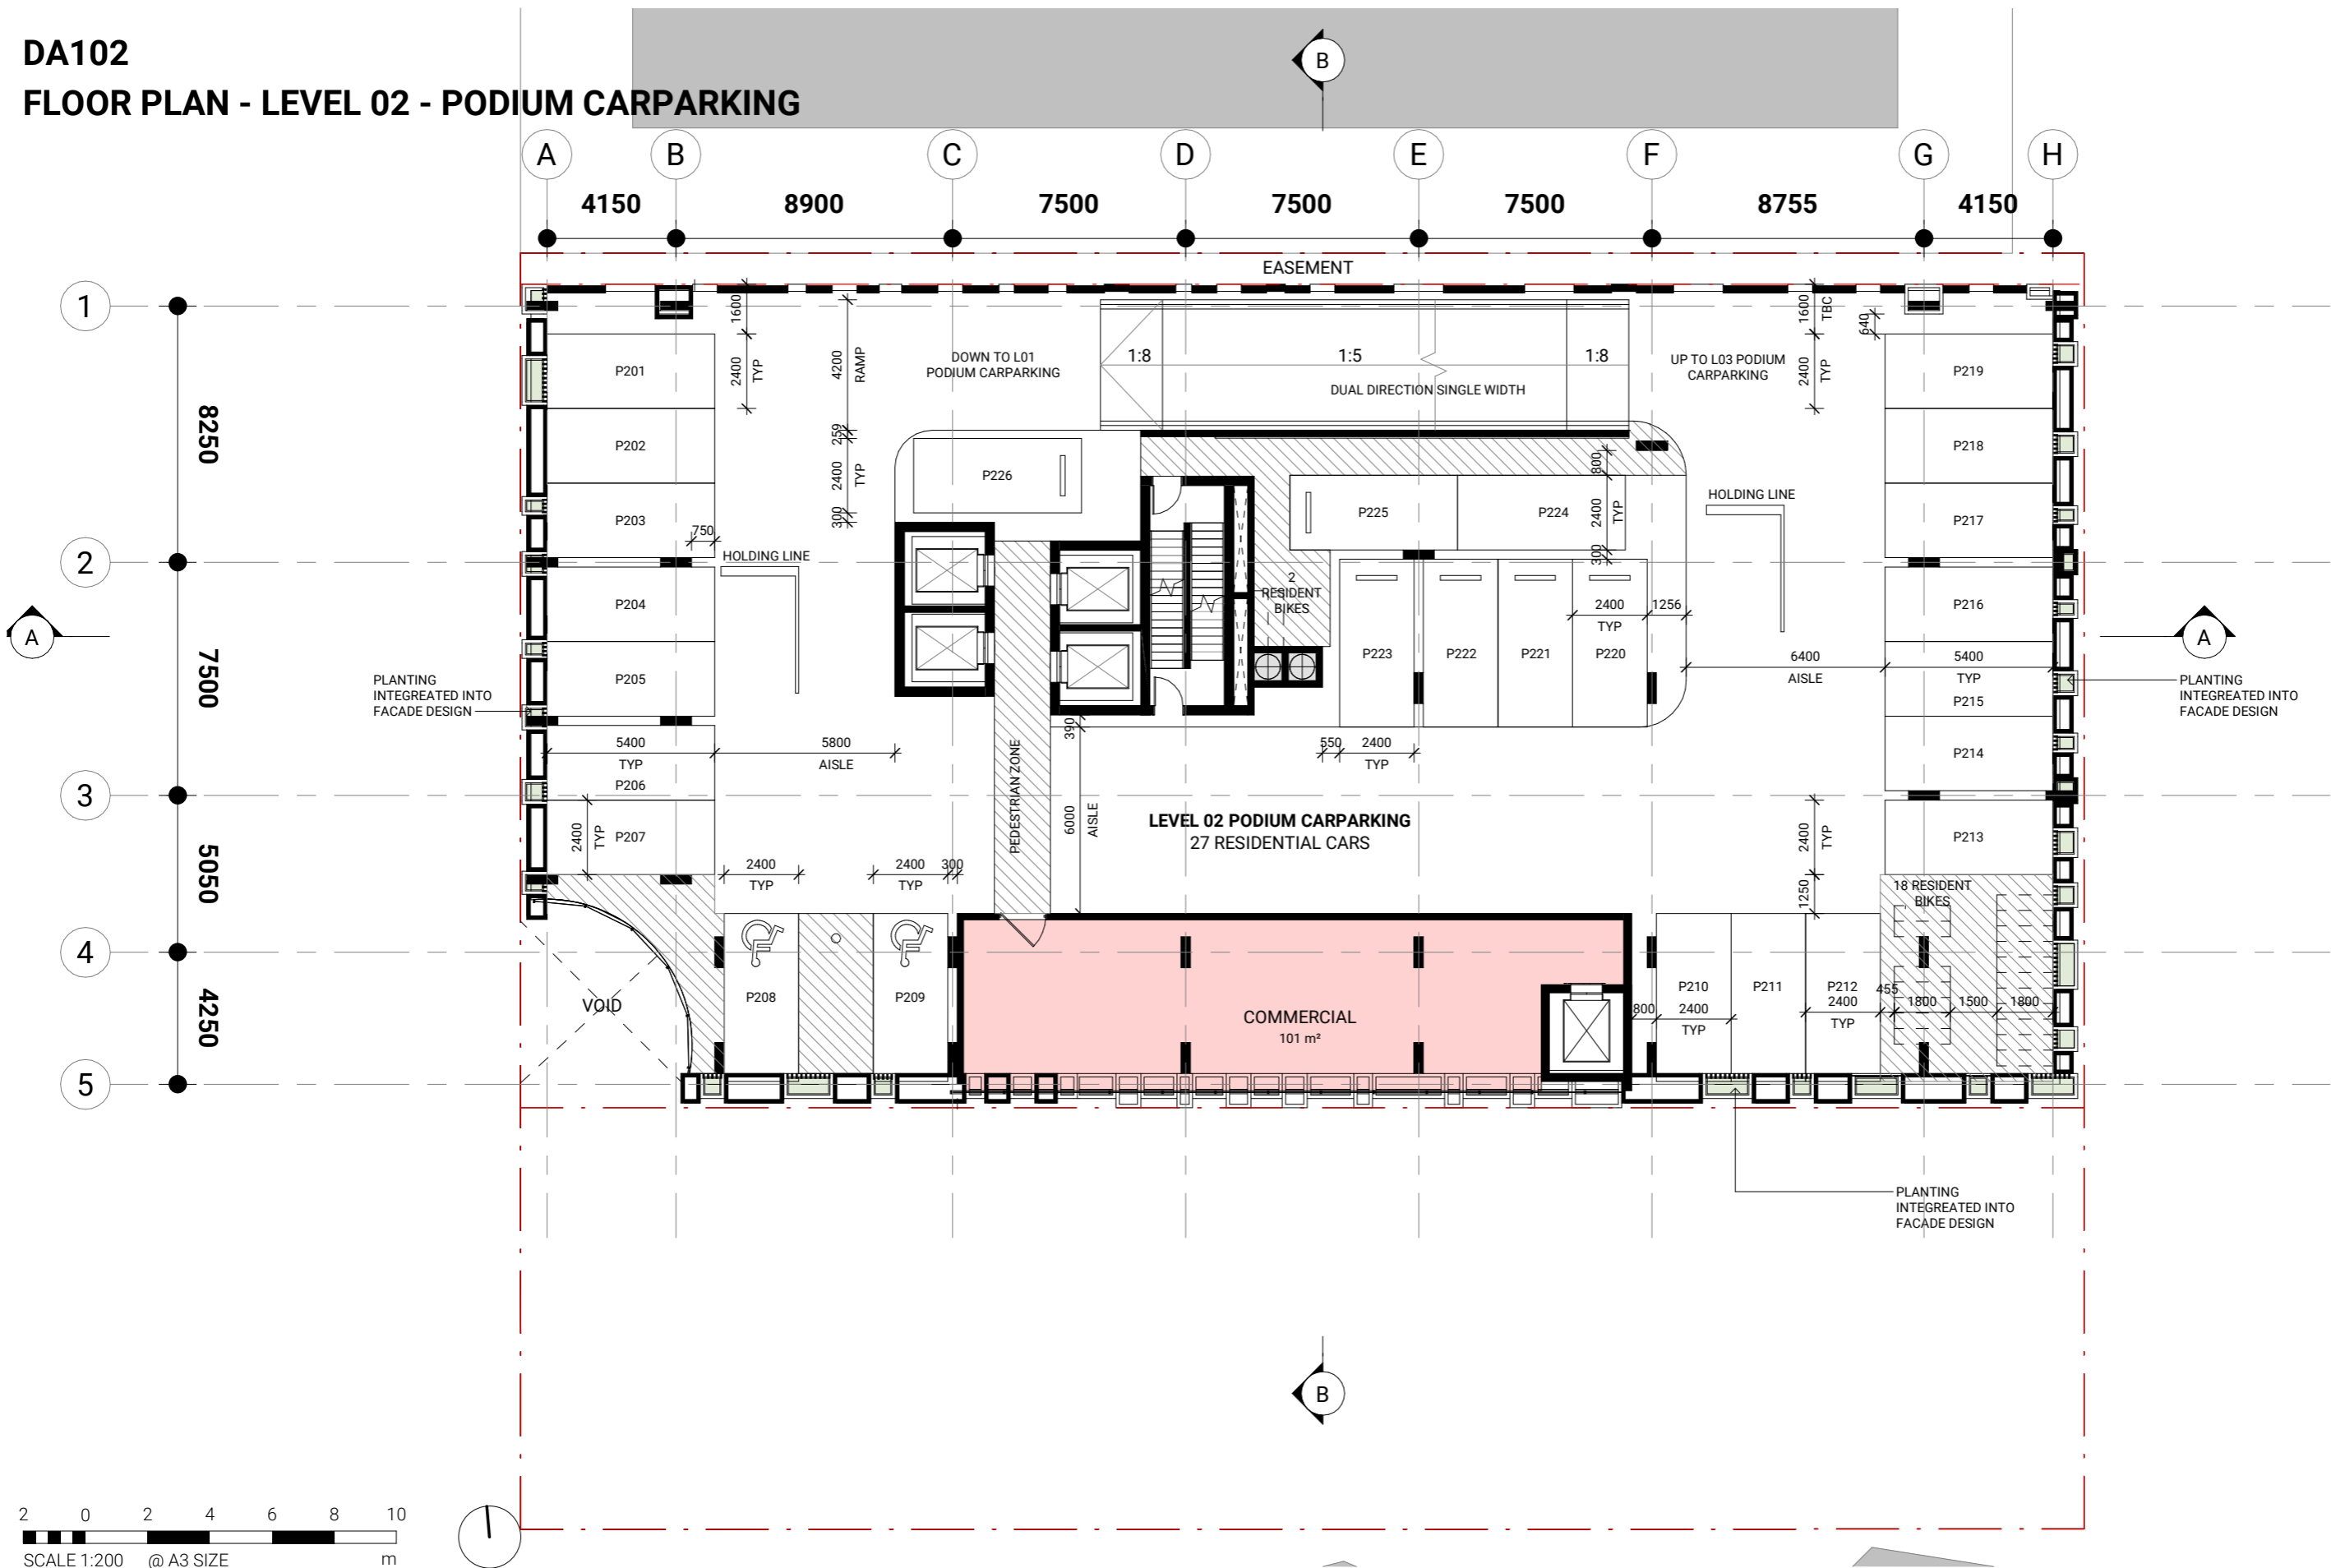 DA102
FLOOR PLAN - LEVEL 02 - PODIUM CARPARKING
B
A
B
C
D
E
F
G
H
4150
8900
7500
7500
7500
8755
4150
EASEMENT
1
2
3
4
5
8250
7500
5050
4250
1600
2400
TYP
4200
RAMP
259
2400
TYP
300
DOWN TO L01
PODIUM CARPARKING
1:8
1:5
1:8
DUAL DIRECTION SINGLE WIDTH
UP TO L03 PODIUM
CARPARKING
1600
TBC
640
2400
TYP
P201
P202
P203
750
HOLDING LINE
P204
P205
5400
TYP
5800
AISLE
P206
P207
2400
TYP
P226
P225
P224
800
2400
TYP
300
HOLDING LINE
2
RESIDENT
BIKES
2400
TYP
1256
P223
P222
P221
P220
P219
P218
P217
P216
6400
AISLE
5400
TYP
P215
P214
P213
A
A
PLANTING
INTEGREATED INTO
FACADE DESIGN
PLANTING
INTEGREATED INTO
FACADE DESIGN
390
550
2400
TYP
PEDESTRIAN ZONE
6000
AISLE
LEVEL 02 PODIUM CARPARKING
27 RESIDENTIAL CARS
2400
TYP
1250
2400
TYP
2400
TYP
300
18 RESIDENT
BIKES
VOID
P208
P209
COMMERCIAL
101 m²
800
P210
2400
TYP
P211
P212
2400
TYP
455
1800
1500
1800
PLANTING
INTEGREATED INTO
FACADE DESIGN
B
2 0 2 4 6 8 10
SCALE 1:200 @ A3 SIZE m